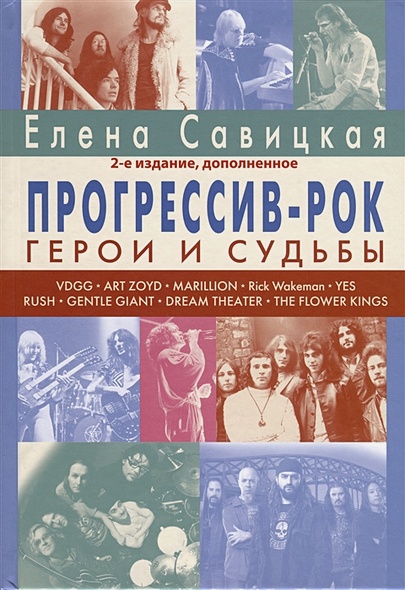 Елена Савицкая
2-е издание, дополненное
ПРОГРЕССИВ-РОК
ГЕРОИ И СУДЬБЫ
VDGG • ART ZOYD • MARILLION • Rick Wakeman • YES
RUSH • GENTLE GIANT • DREAM THEATER • THE FLOWER KINGS